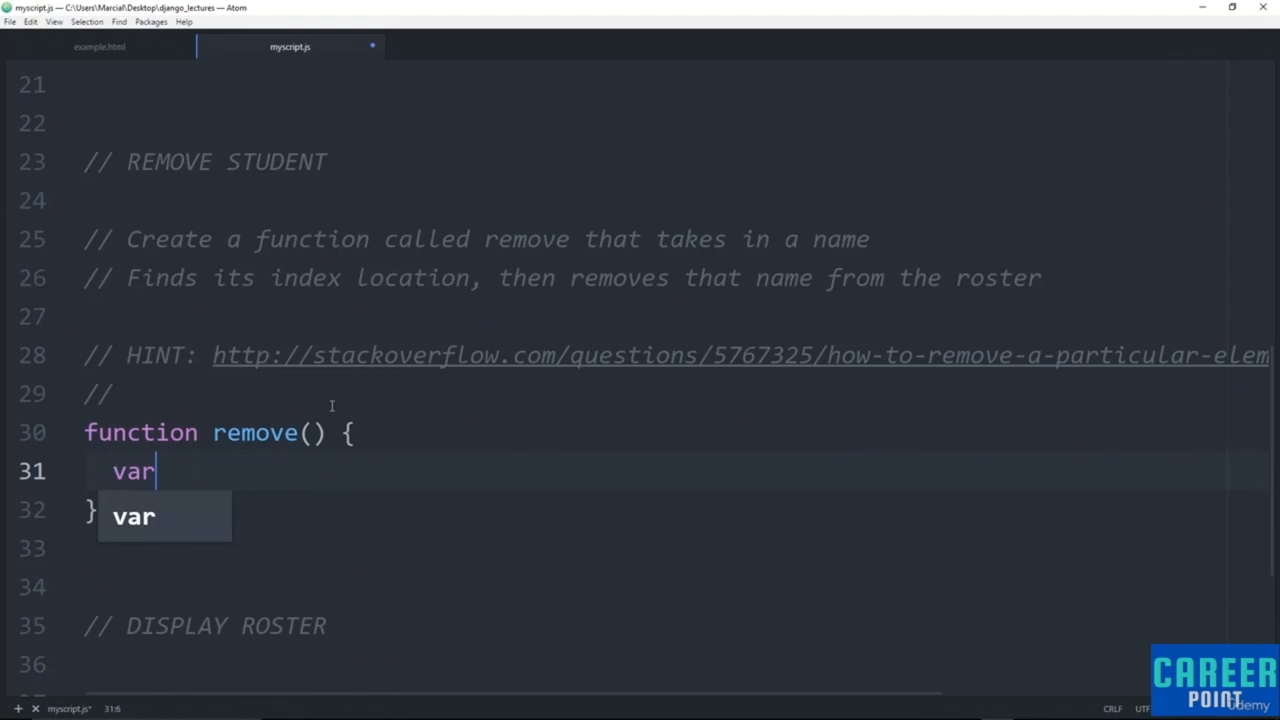 myscript.js — C:\Users\Marcial\Desktop\django_lectures — Atom
File Edit View Selection Find Packages Help
example.html myscript.js
21
22
23 // REMOVE STUDENT
24
25 // Create a function called remove that takes in a name
26 // Finds its index location, then removes that name from the roster
27
28 // HINT: http://stackoverflow.com/questions/5767325/how-to-remove-a-particular-elem
29 //
30 function remove() {
31 var
32 }
var
33
34
35 // DISPLAY ROSTER
36
CAREER
POINT
Udemy
+ × myscript.js* 31:6 CRLF